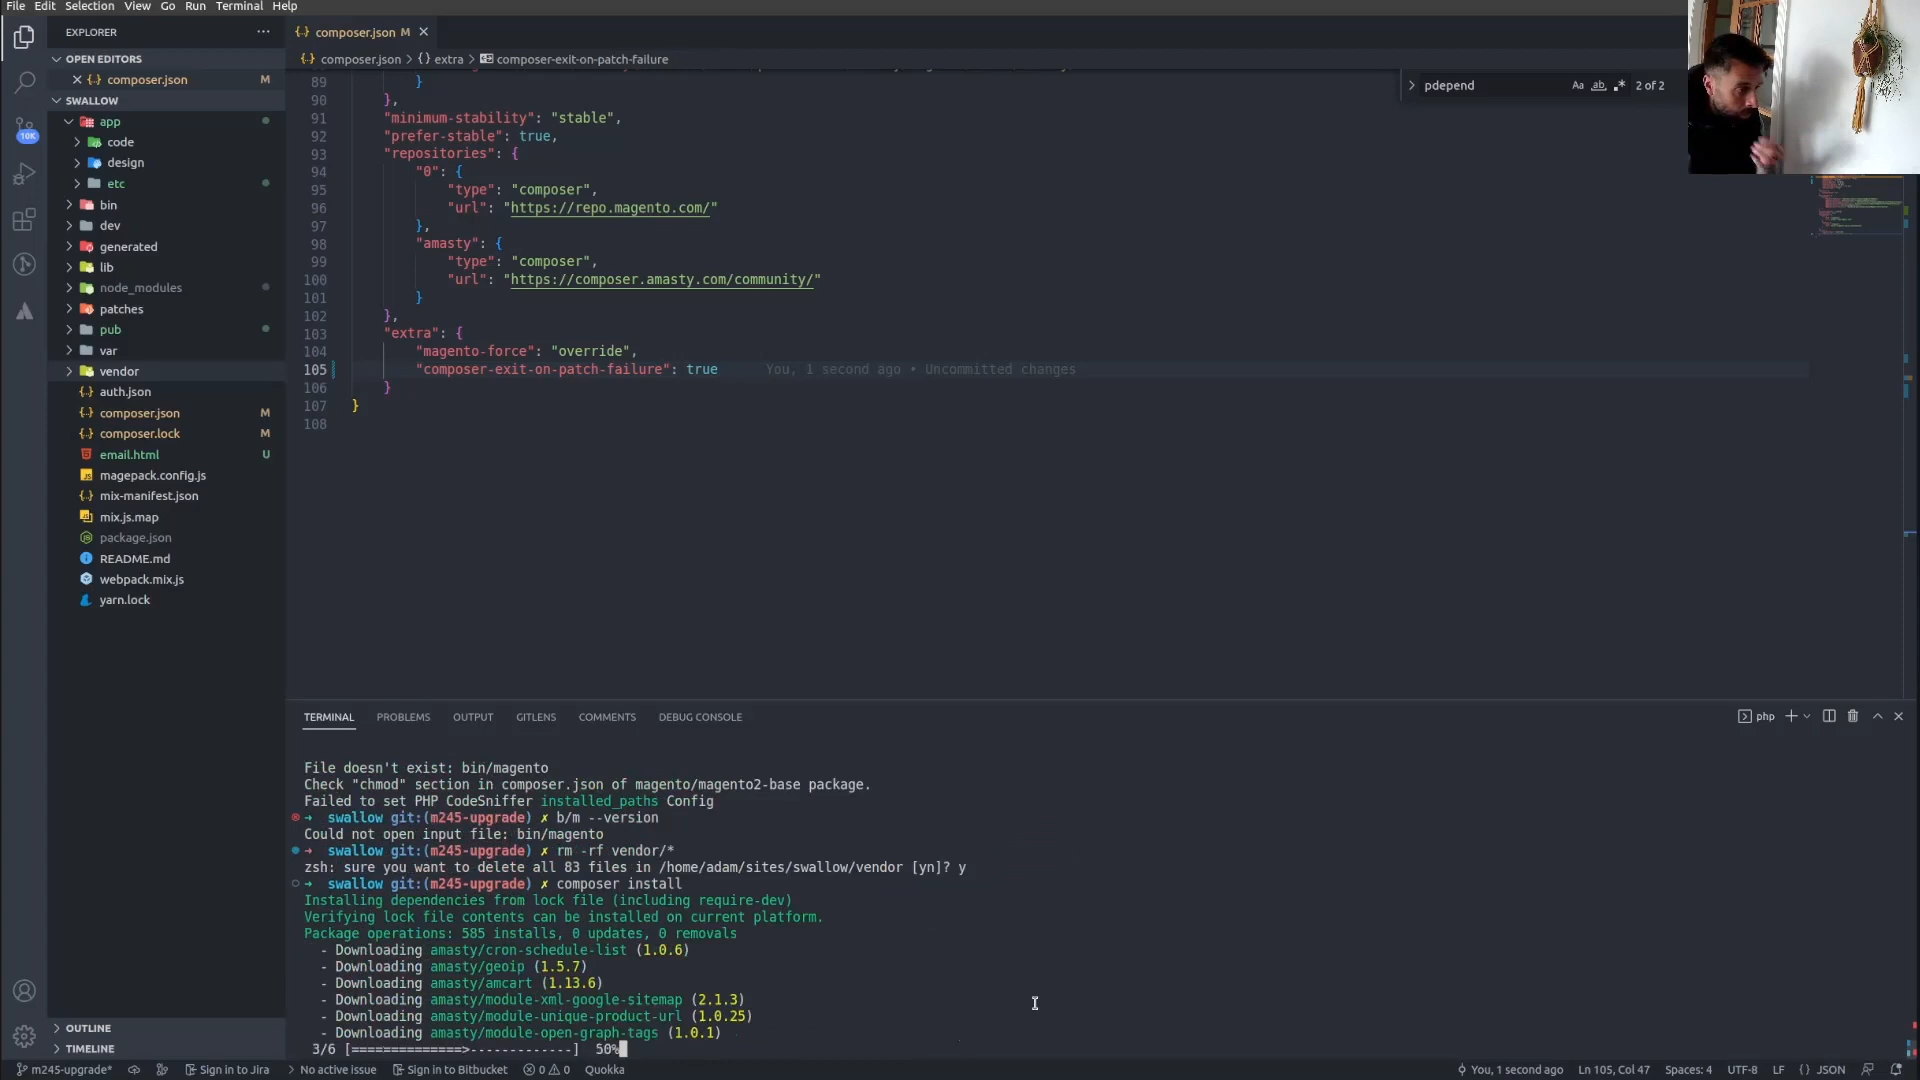 File Edit Selection View Go Run Terminal Help
EXPLORER
composer.json M
OPEN EDITORS
composer.json M
composer.json > {} extra > composer-exit-on-patch-failure
SWALLOW
app
code
design
etc
bin
dev
generated
lib
node_modules
patches
pub
var
vendor
auth.json
composer.json M
composer.lock M
email.html U
magepack.config.js
mix-manifest.json
mix.js.map
package.json
README.md
webpack.mix.js
yarn.lock
OUTLINE
TIMELINE
10K
pdepend Aa ab 2 of 2
89 }
90 },
91 "minimum-stability": "stable",
92 "prefer-stable": true,
93 "repositories": {
94 "0": {
95 "type": "composer",
96 "url": "https://repo.magento.com/"
97 },
98 "amasty": {
99 "type": "composer",
100 "url": "https://composer.amasty.com/community/"
101 }
102 },
103 "extra": {
104 "magento-force": "override",
105 "composer-exit-on-patch-failure": true You, 1 second ago • Uncommitted changes
106 }
107 }
108
TERMINAL PROBLEMS OUTPUT GITLENS COMMENTS DEBUG CONSOLE
php
File doesn't exist: bin/magento
Check "chmod" section in composer.json of magento/magento2-base package.
Failed to set PHP CodeSniffer installed_paths Config
➜ swallow git:(m245-upgrade) ✗ b/m --version
Could not open input file: bin/magento
➜ swallow git:(m245-upgrade) ✗ rm -rf vendor/*
zsh: sure you want to delete all 83 files in /home/adam/sites/swallow/vendor [yn]? y
➜ swallow git:(m245-upgrade) ✗ composer install
Installing dependencies from lock file (including require-dev)
Verifying lock file contents can be installed on current platform.
Package operations: 585 installs, 0 updates, 0 removals
- Downloading amasty/cron-schedule-list (1.0.6)
- Downloading amasty/geoip (1.5.7)
- Downloading amasty/amcart (1.13.6)
- Downloading amasty/module-xml-google-sitemap (2.1.3)
- Downloading amasty/module-unique-product-url (1.0.25)
- Downloading amasty/module-open-graph-tags (1.0.1)
3/6 [==============>-------------] 50%
m245-upgrade* Sign in to Jira No active issue Sign in to Bitbucket 0 0 Quokka You, 1 second ago Ln 105, Col 47 Spaces: 4 UTF-8 LF {} JSON